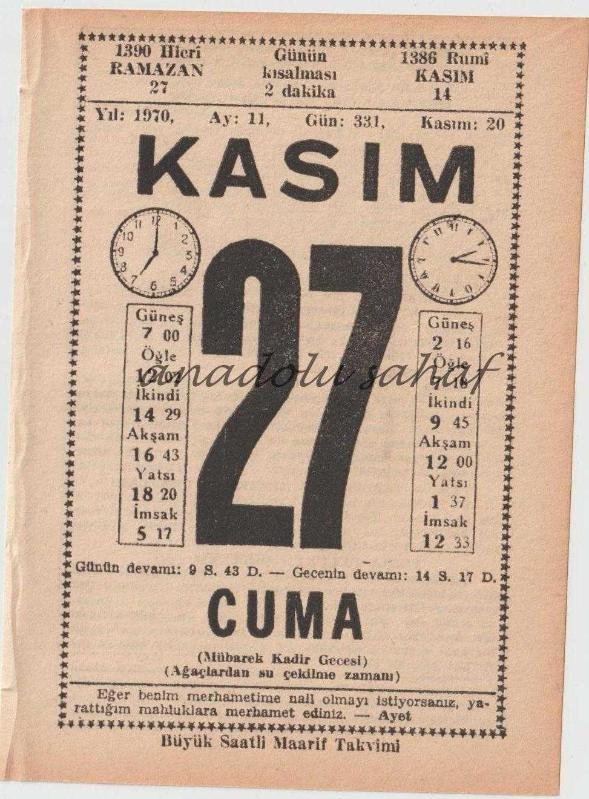 1390 Hicrî
RAMAZAN
27
Günün
kısalması
2 dakika
1386 Rumî
KASIM
14
Yıl: 1970, Ay: 11, Gün: 331, Kasım: 20
KASIM
27
Güneş
7 00
Öğle
İkindi
14 29
Akşam
16 43
Yatsı
18 20
İmsak
5 17
Güneş
2 16
Öğle
İkindi
9 45
Akşam
12 00
Yatsı
1 37
İmsak
12 33
anadolu sahaf
Günün devamı: 9 S. 43 D. — Gecenin devamı: 14 S. 17 D.
CUMA
(Mübarek Kadir Gecesi)
(Ağaçlardan su çekilme zamanı)
Eğer benim merhametime nail olmayı istiyorsanız, ya-
rattığım mahluklara merhamet ediniz. — Ayet
Büyük Saatli Maarif Takvimi